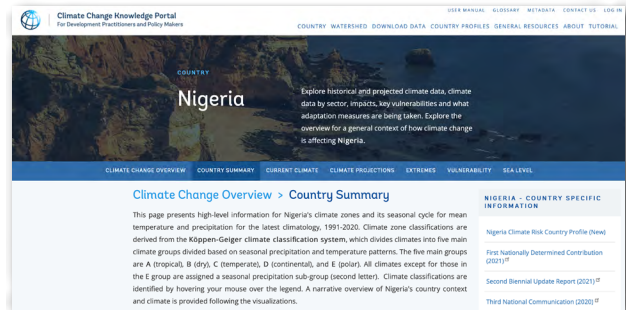 USER MANUAL GLOSSARY METADATA CONTACT US LOG IN
Climate Change Knowledge Portal
For Development Practitioners and Policy Makers
COUNTRY WATERSHED DOWNLOAD DATA COUNTRY PROFILES GENERAL RESOURCES ABOUT TUTORIAL
COUNTRY
Nigeria
Explore historical and projected climate data, climate
data by sector, impacts, key vulnerabilities and what
adaptation measures are being taken. Explore the
overview for a general context of how climate change
is affecting Nigeria.
CLIMATE CHANGE OVERVIEW COUNTRY SUMMARY CURRENT CLIMATE CLIMATE PROJECTIONS EXTREMES VULNERABILITY SEA LEVEL
Climate Change Overview > Country Summary
This page presents high-level information for Nigeria's climate zones and its seasonal cycle for mean
temperature and precipitation for the latest climatology, 1991-2020. Climate zone classifications are
derived from the Köppen-Geiger climate classification system, which divides climates into five main
climate groups divided based on seasonal precipitation and temperature patterns. The five main groups
are A (tropical), B (dry), C (temperate), D (continental), and E (polar). All climates except for those in
the E group are assigned a seasonal precipitation sub-group (second letter). Climate classifications are
identified by hovering your mouse over the legend. A narrative overview of Nigeria's country context
and climate is provided following the visualizations.
NIGERIA - COUNTRY SPECIFIC
INFORMATION
Nigeria Climate Risk Country Profile (New)
First Nationally Determined Contribution
(2021)
Second Biennial Update Report (2021)
Third National Communication (2020)